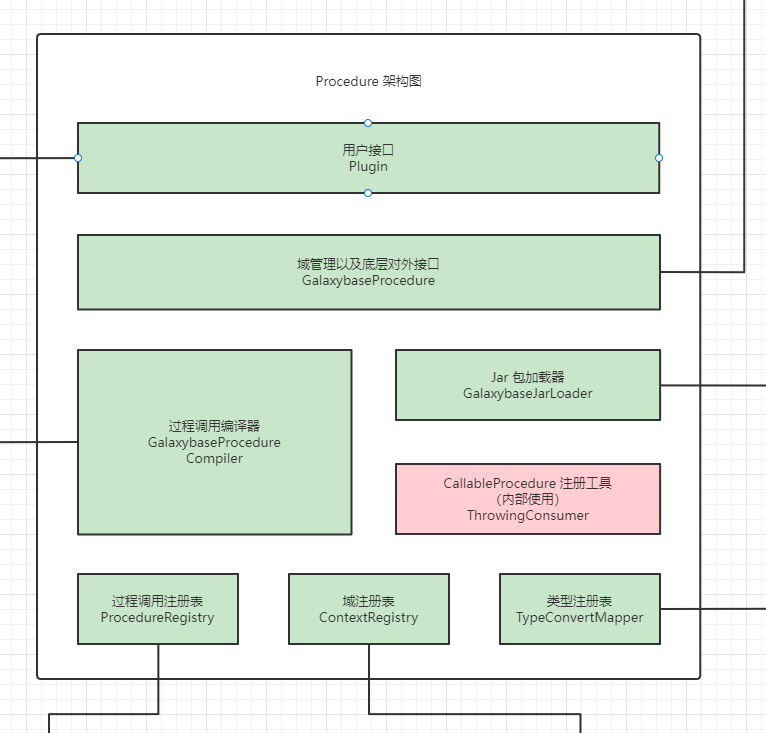 Procedure 架构图
用户接口
Plugin
域管理以及底层对外接口
GalaxybaseProcedure
过程调用编译器
GalaxybaseProcedure
Compiler
Jar 包加载器
GalaxybaseJarLoader
CallableProcedure 注册工具
（内部使用）
ThrowingConsumer
过程调用注册表
ProcedureRegistry
域注册表
ContextRegistry
类型注册表
TypeConvertMapper